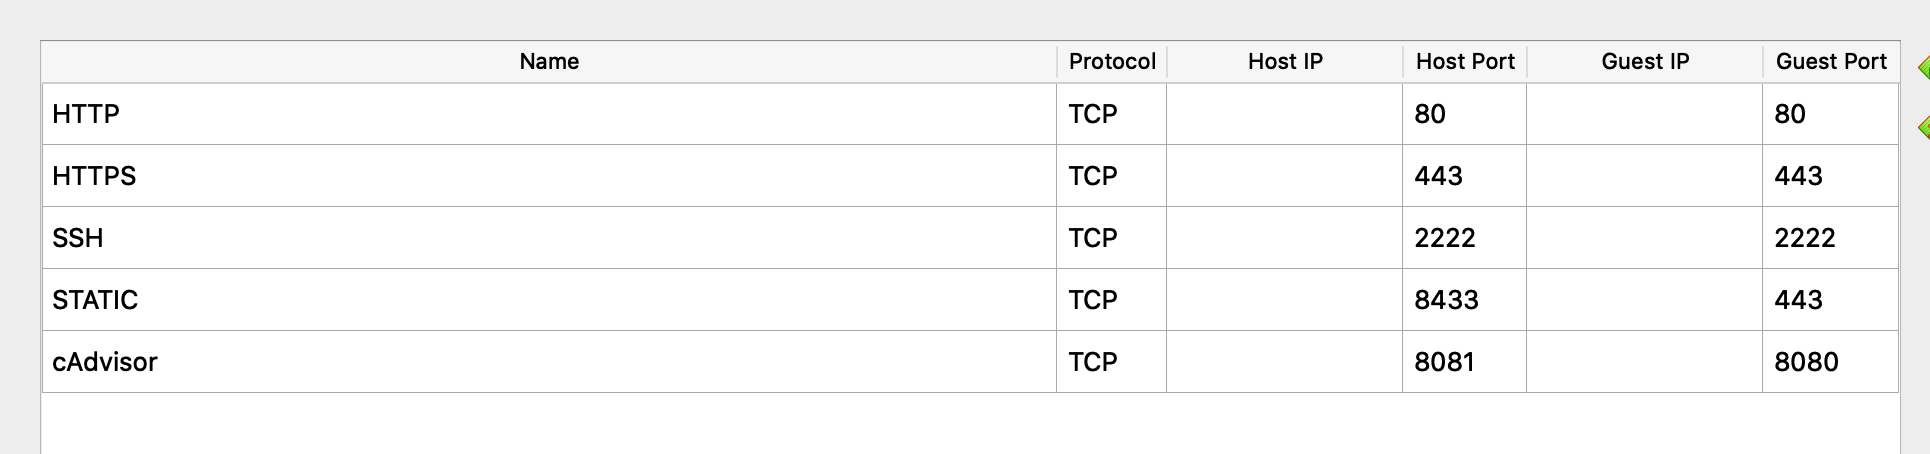 Name Protocol Host IP Host Port Guest IP Guest Port
HTTP TCP 80 80
HTTPS TCP 443 443
SSH TCP 2222 2222
STATIC TCP 8433 443
cAdvisor TCP 8081 8080